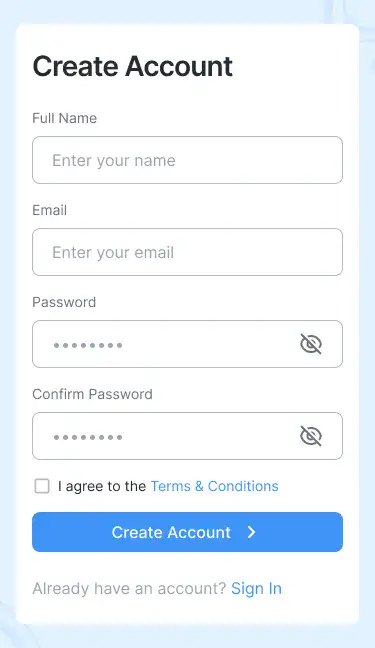 Create Account
Full Name
Enter your name
Email
Enter your email
Password
••••••••
Confirm Password
••••••••
I agree to the Terms & Conditions
Create Account
Already have an account? Sign In